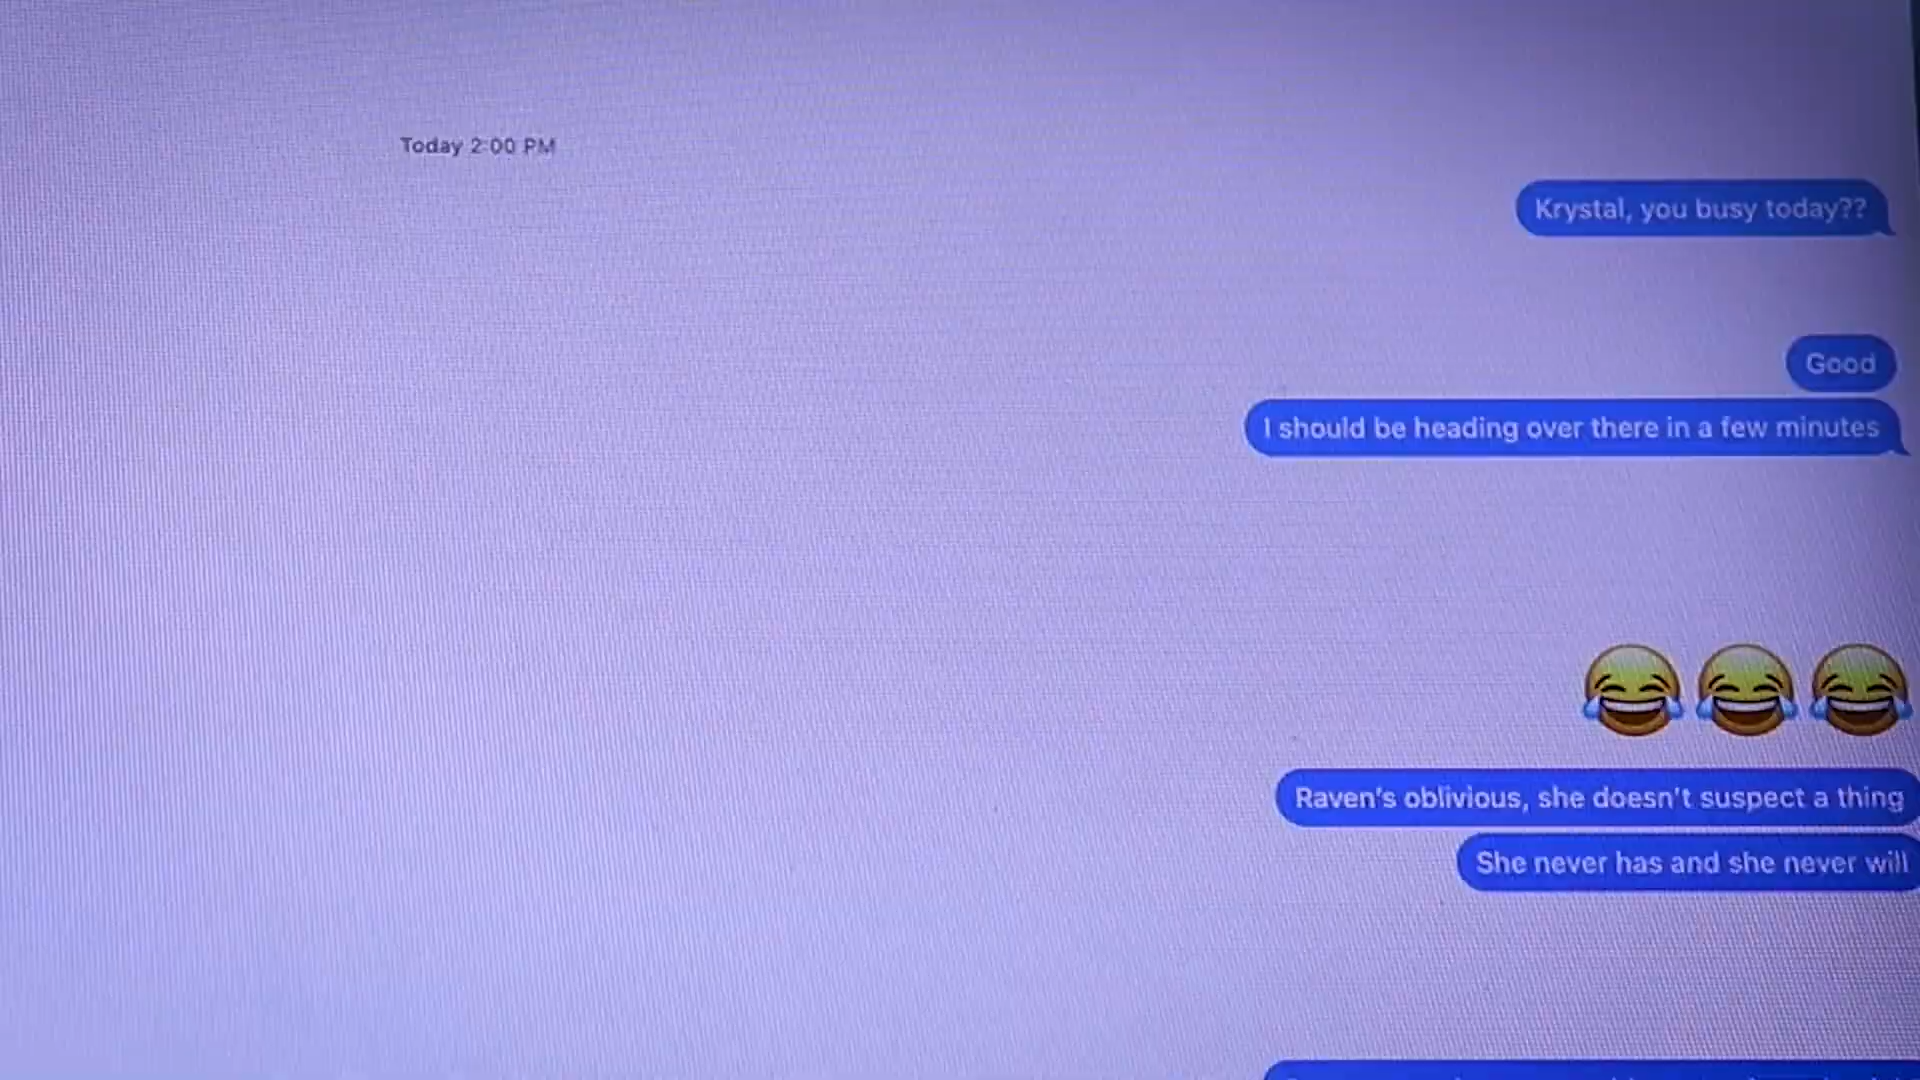 Today 2:00 PM
Krystal, you busy today??
Good
I should be heading over there in a few minutes
😂😂😂
Raven's oblivious, she doesn't suspect a thing
She never has and she never will